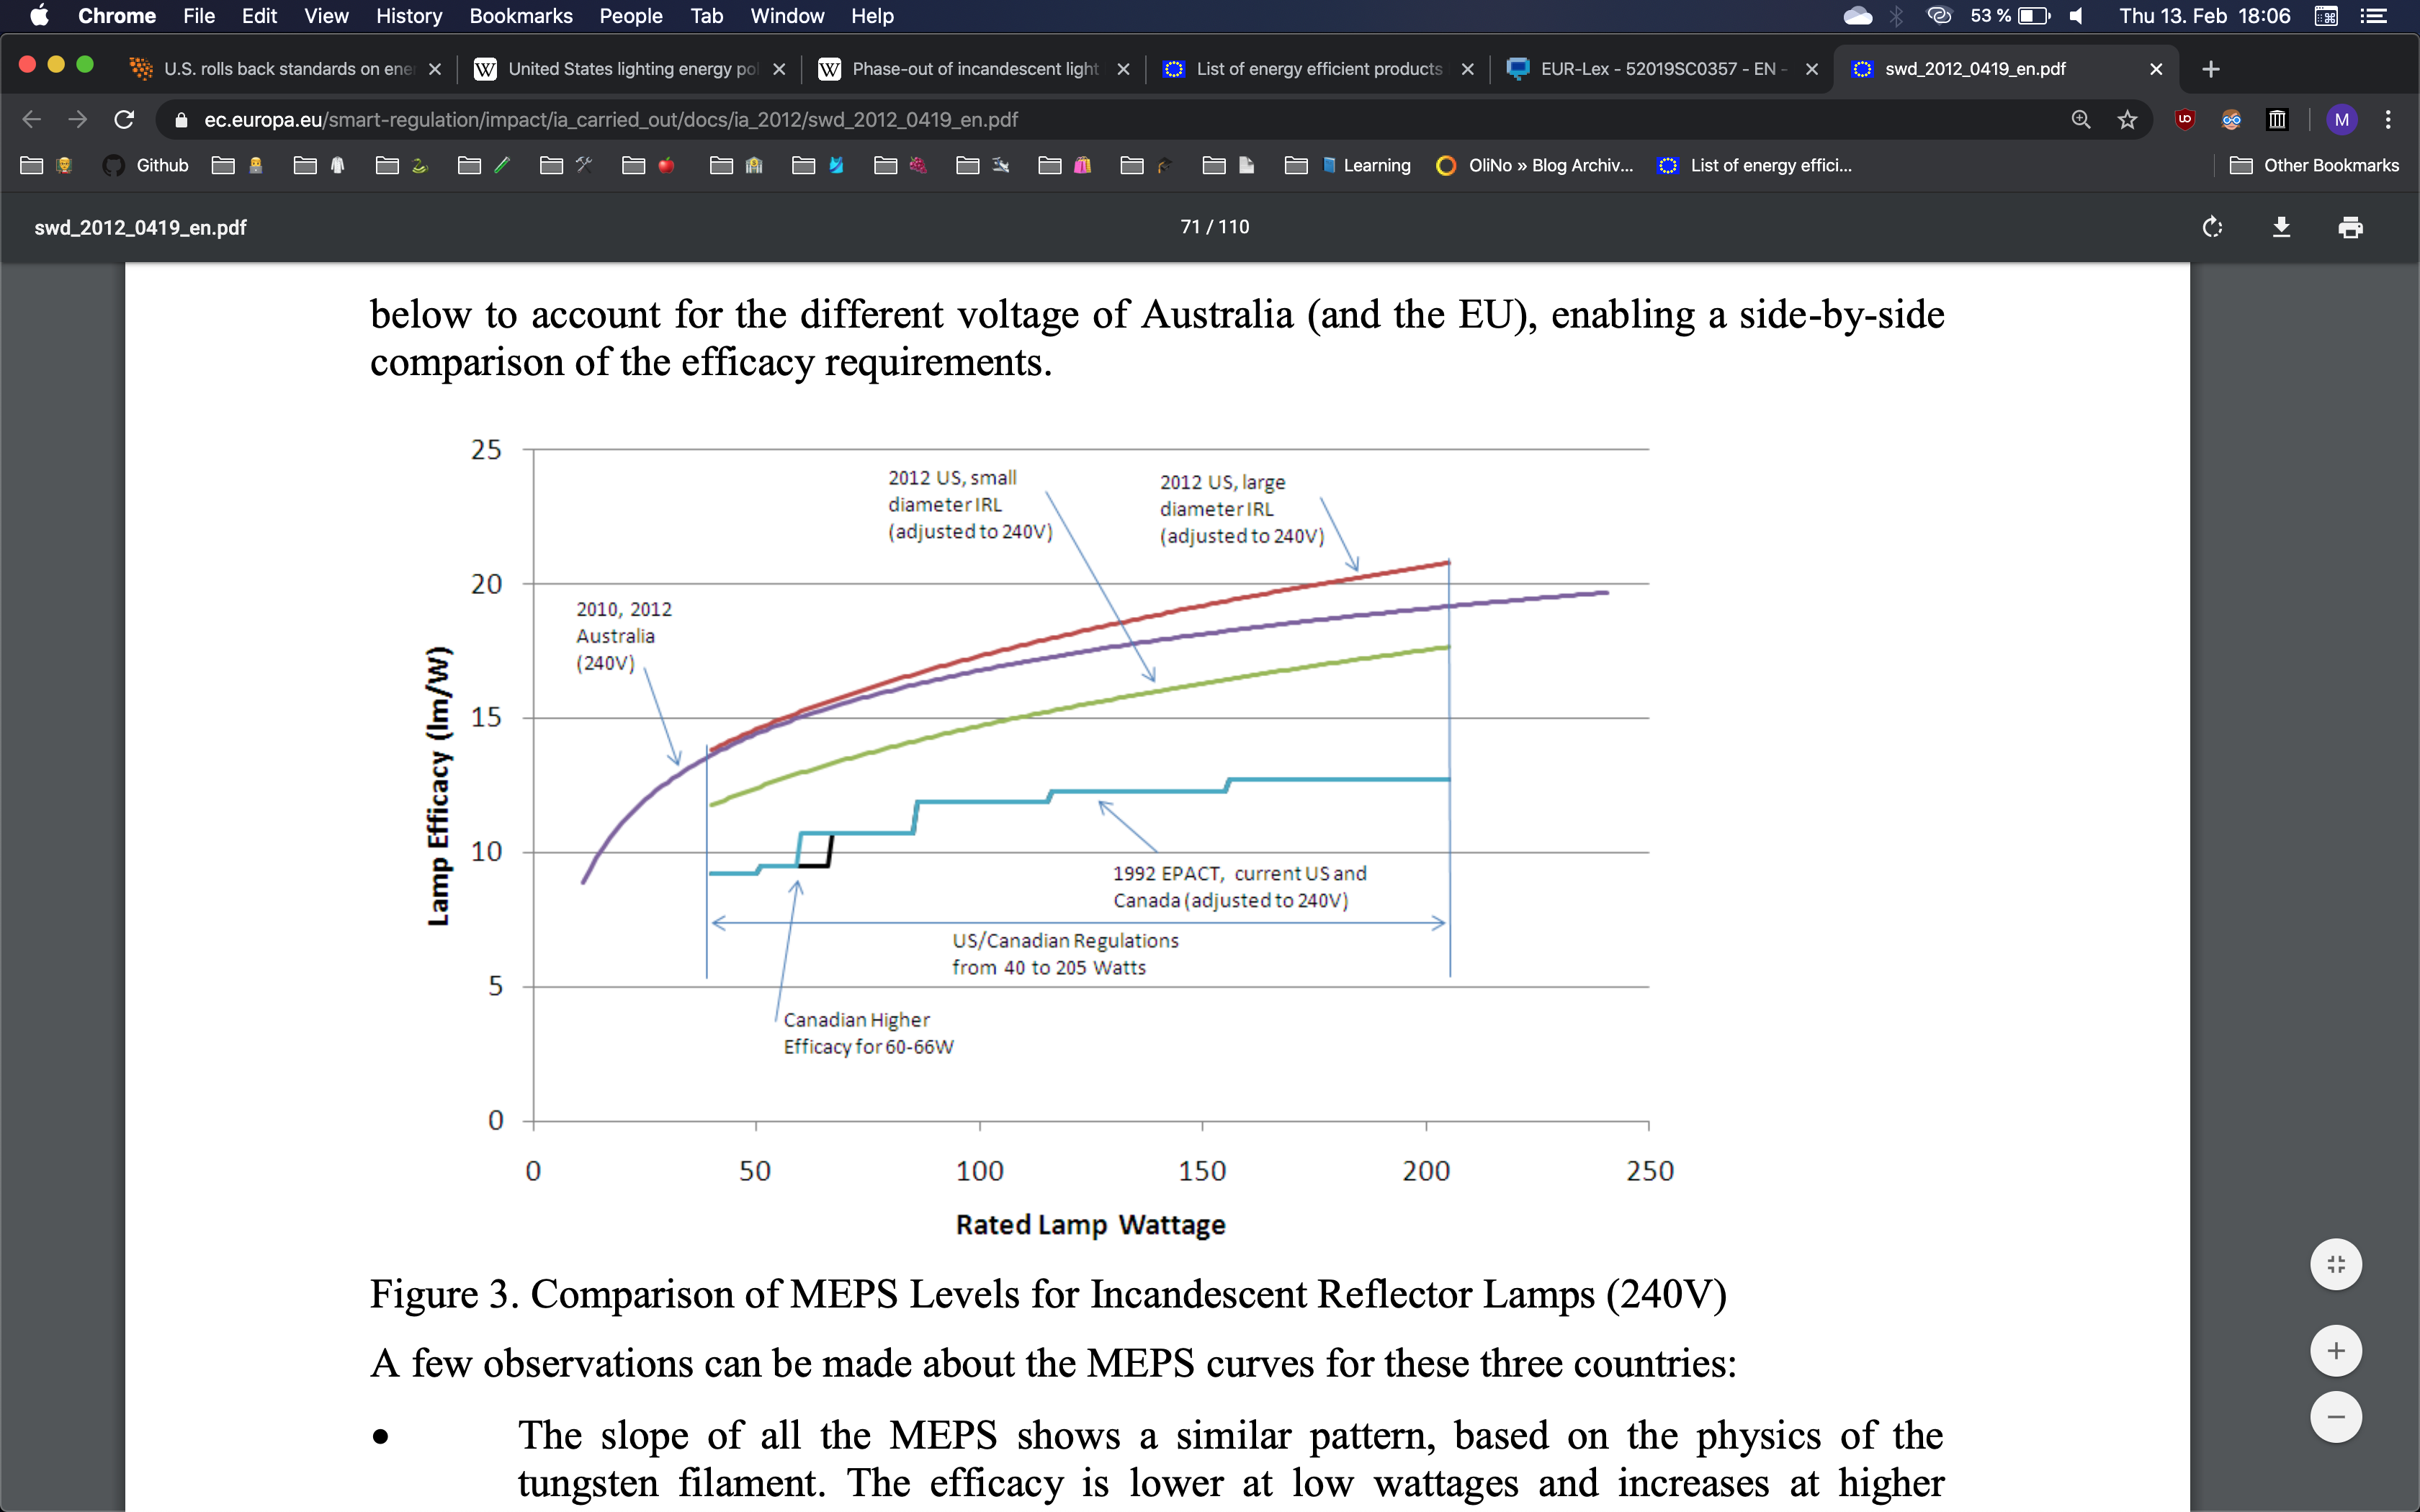 Chrome File Edit View History Bookmarks People Tab Window Help 53 % Thu 13. Feb 18:06
U.S. rolls back standards on ene United States lighting energy pol Phase-out of incandescent light List of energy efficient products EUR-Lex - 52019SC0357 - EN - swd_2012_0419_en.pdf
ec.europa.eu/smart-regulation/impact/ia_carried_out/docs/ia_2012/swd_2012_0419_en.pdf M
Github Learning OliNo » Blog Archiv... List of energy effici... Other Bookmarks
swd_2012_0419_en.pdf 71 / 110
below to account for the different voltage of Australia (and the EU), enabling a side-by-side
comparison of the efficacy requirements.
25
20
15
10
5
0
Lamp Efficacy (lm/W)
2012 US, small
diameter IRL
(adjusted to 240V)
2012 US, large
diameter IRL
(adjusted to 240V)
2010, 2012
Australia
(240V)
1992 EPACT, current US and
Canada (adjusted to 240V)
US/Canadian Regulations
from 40 to 205 Watts
Canadian Higher
Efficacy for 60-66W
0 50 100 150 200 250
Rated Lamp Wattage
Figure 3. Comparison of MEPS Levels for Incandescent Reflector Lamps (240V)
A few observations can be made about the MEPS curves for these three countries:
• The slope of all the MEPS shows a similar pattern, based on the physics of the
tungsten filament. The efficacy is lower at low wattages and increases at higher